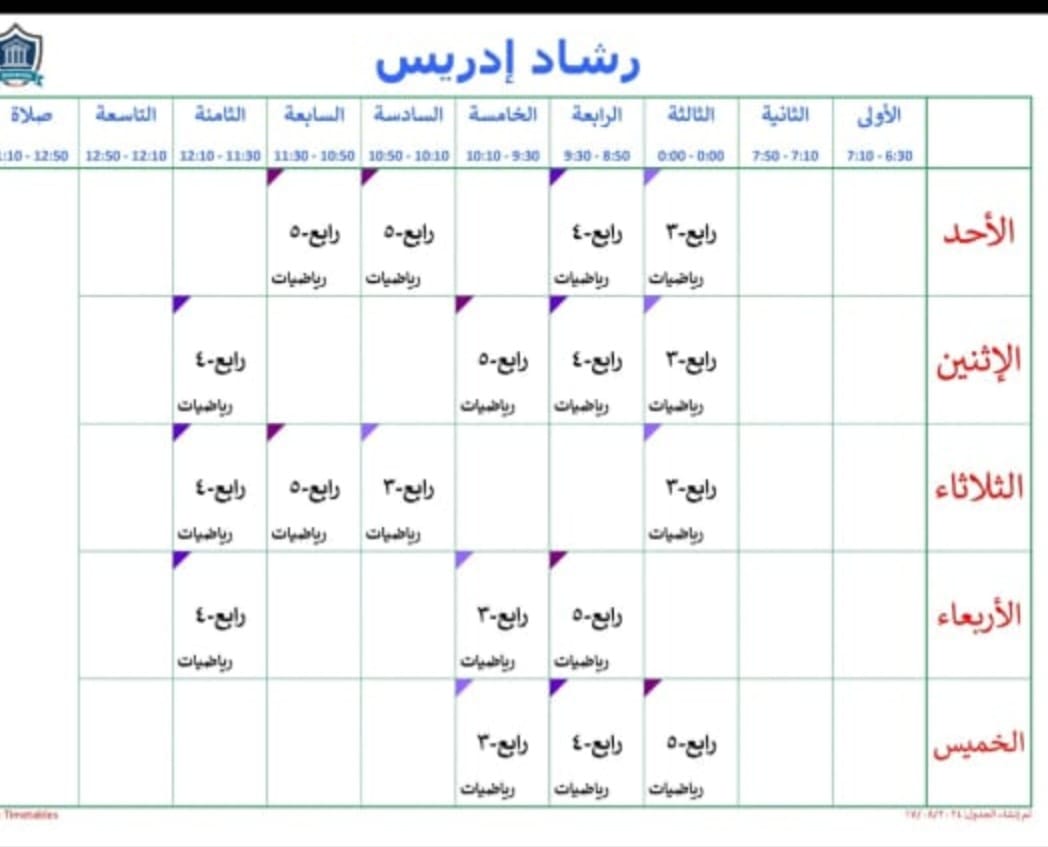 رشاد إدريس
الأولى الثانية الثالثة الرابعة الخامسة السادسة السابعة الثامنة التاسعة صلاة
7:10 - 6:30 7:50 - 7:10 0:00 - 0:00 9:30 - 8:50 10:10 - 9:30 10:50 - 10:10 11:30 - 10:50 12:10 - 11:30 12:50 - 12:10 :10 - 12:50
الأحد رابع-٣ رابع-٤ رابع-٥ رابع-٥
رياضيات رياضيات رياضيات رياضيات
الإثنين رابع-٣ رابع-٤ رابع-٥ رابع-٤
رياضيات رياضيات رياضيات رياضيات
الثلاثاء رابع-٣ رابع-٣ رابع-٥ رابع-٤
رياضيات رياضيات رياضيات رياضيات
الأربعاء رابع-٥ رابع-٣ رابع-٤
رياضيات رياضيات رياضيات
الخميس رابع-٥ رابع-٤ رابع-٣
رياضيات رياضيات رياضيات
تم إنشاء الجدول:
Timetables